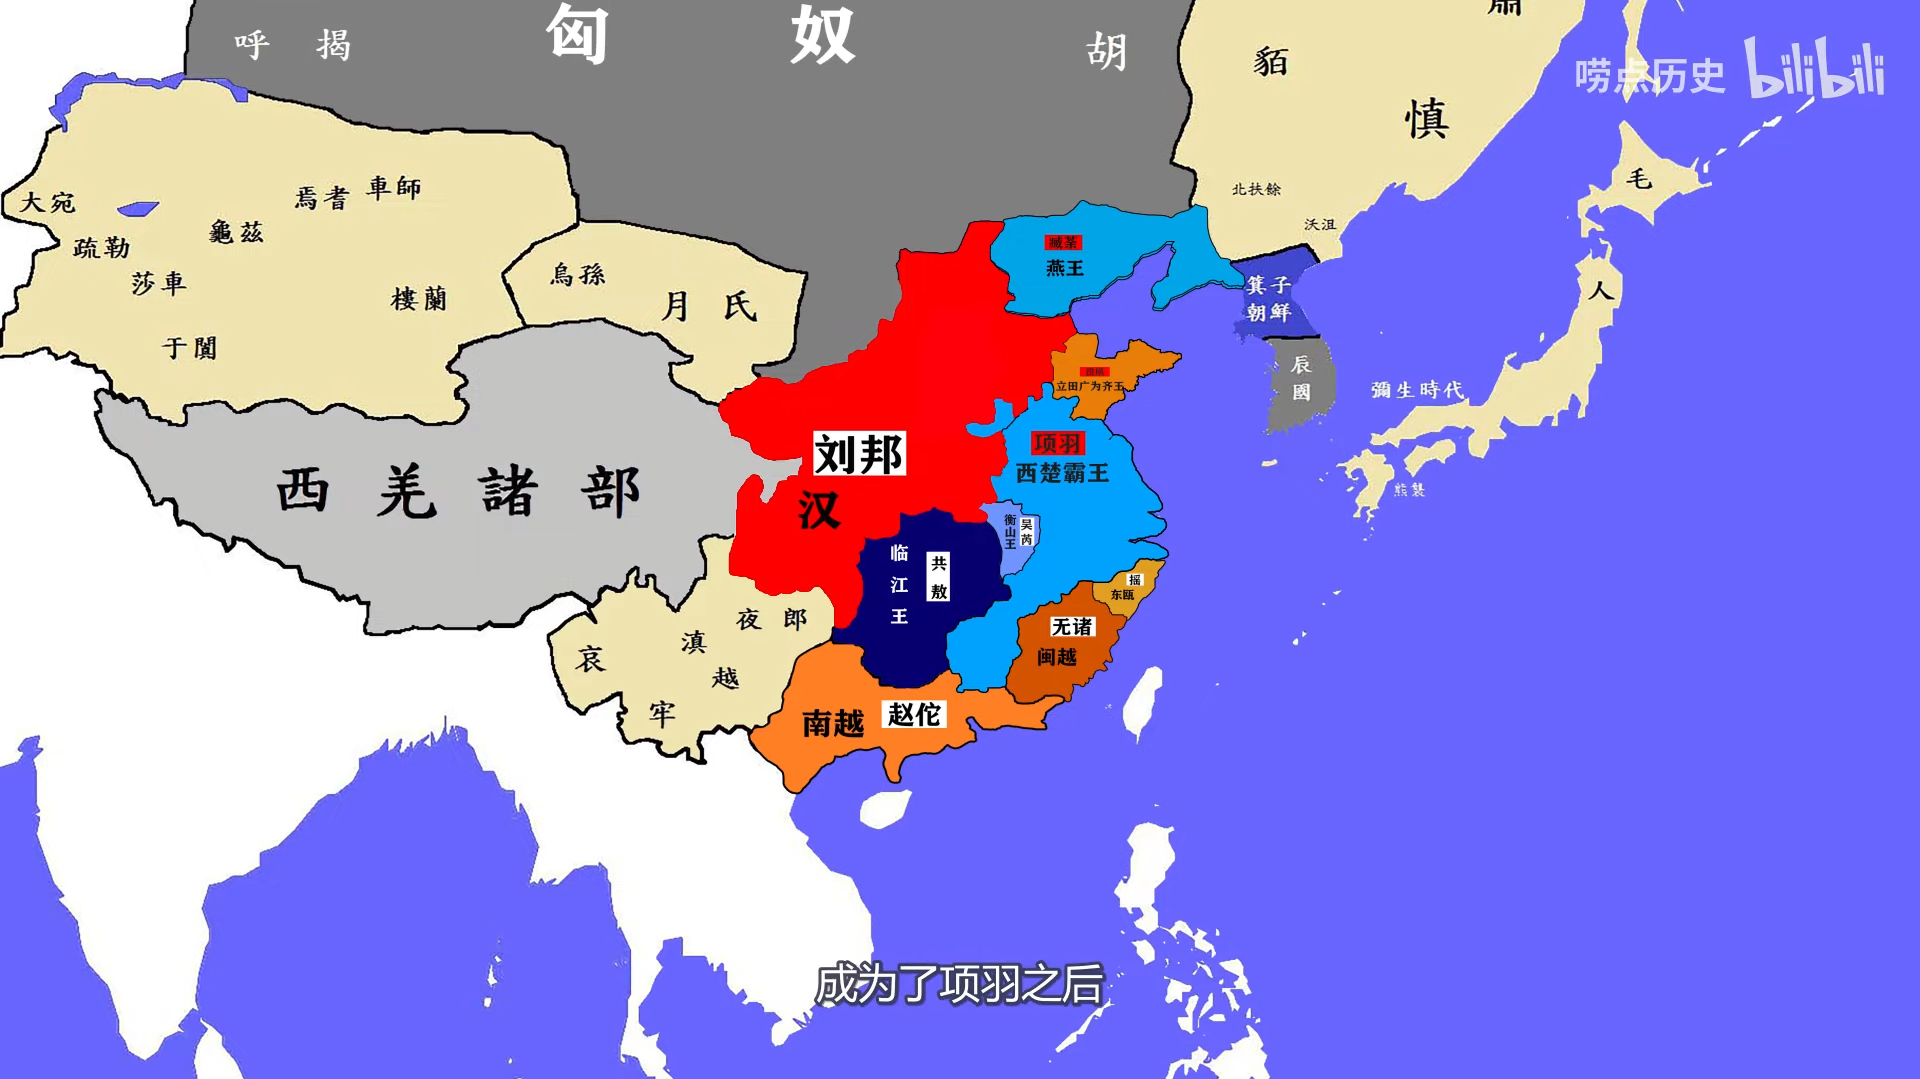 匈 奴
呼 揭
胡
肅
貊
慎
唠点历史 bilibili
北扶餘
沃沮
毛
人
大宛
焉耆
車師
龜茲
疏勒
莎車
樓蘭
于闐
烏孫
月 氏
臧荼
燕王
箕子
朝鮮
辰
國
彌生時代
熊襲
立田广为齐王
项羽
西楚霸王
刘邦
汉
西 羌 諸 部
衡山王
吴芮
临江王
共敖
摇
东瓯
无诸
闽越
夜 郎
滇
越
哀
牢
南越
赵佗
成为了项羽之后